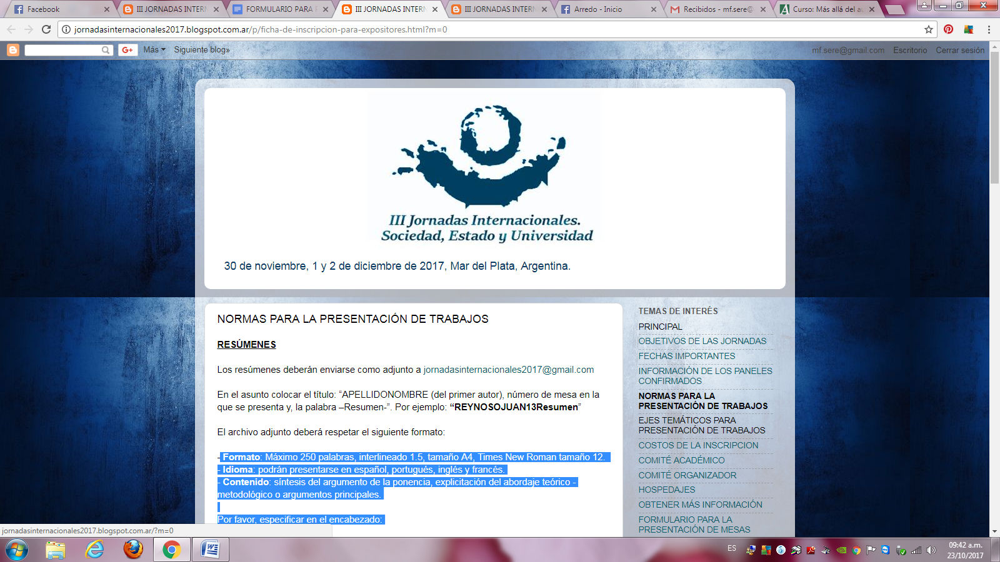 Facebook
III JORNADAS INTERN
FORMULARIO PARA
III JORNADAS INTERN
III JORNADAS INTERN
Arredo - Inicio
Recibidos - mf.sere@
Curso: Más allá del au
jornadasinternacionales2017.blogspot.com.ar/p/ficha-de-inscripcion-para-expositores.html?m=0
G+
Más
Siguiente blog»
mf.sere@gmail.com
Escritorio
Cerrar sesión
III Jornadas Internacionales.
Sociedad, Estado y Universidad
30 de noviembre, 1 y 2 de diciembre de 2017, Mar del Plata, Argentina.
NORMAS PARA LA PRESENTACIÓN DE TRABAJOS
RESÚMENES
Los resúmenes deberán enviarse como adjunto a jornadasinternacionales2017@gmail.com
En el asunto colocar el título: “APELLIDONOMBRE (del primer autor), número de mesa en la
que se presenta y, la palabra –Resumen-”. Por ejemplo: “REYNOSOJUAN13Resumen”
El archivo adjunto deberá respetar el siguiente formato:
- Formato: Máximo 250 palabras, interlineado 1.5, tamaño A4, Times New Roman tamaño 12.
- Idioma: podrán presentarse en español, portugués, inglés y francés.
- Contenido: síntesis del argumento de la ponencia, explicitación del abordaje teórico -
metodológico o argumentos principales.
Por favor, especificar en el encabezado:
TEMAS DE INTERÉS
PRINCIPAL
OBJETIVOS DE LAS JORNADAS
FECHAS IMPORTANTES
INFORMACIÓN DE LOS PANELES
CONFIRMADOS
NORMAS PARA LA
PRESENTACIÓN DE TRABAJOS
EJES TEMÁTICOS PARA
PRESENTACIÓN DE TRABAJOS
COSTOS DE LA INSCRIPCION
COMITÉ ACADÉMICO
COMITÉ ORGANIZADOR
HOSPEDAJES
OBTENER MÁS INFORMACIÓN
FORMULARIO PARA LA
PRESENTACIÓN DE MESAS
jornadasinternacionales2017.blogspot.com.ar/?m=0
ES
09:42 a.m.
23/10/2017